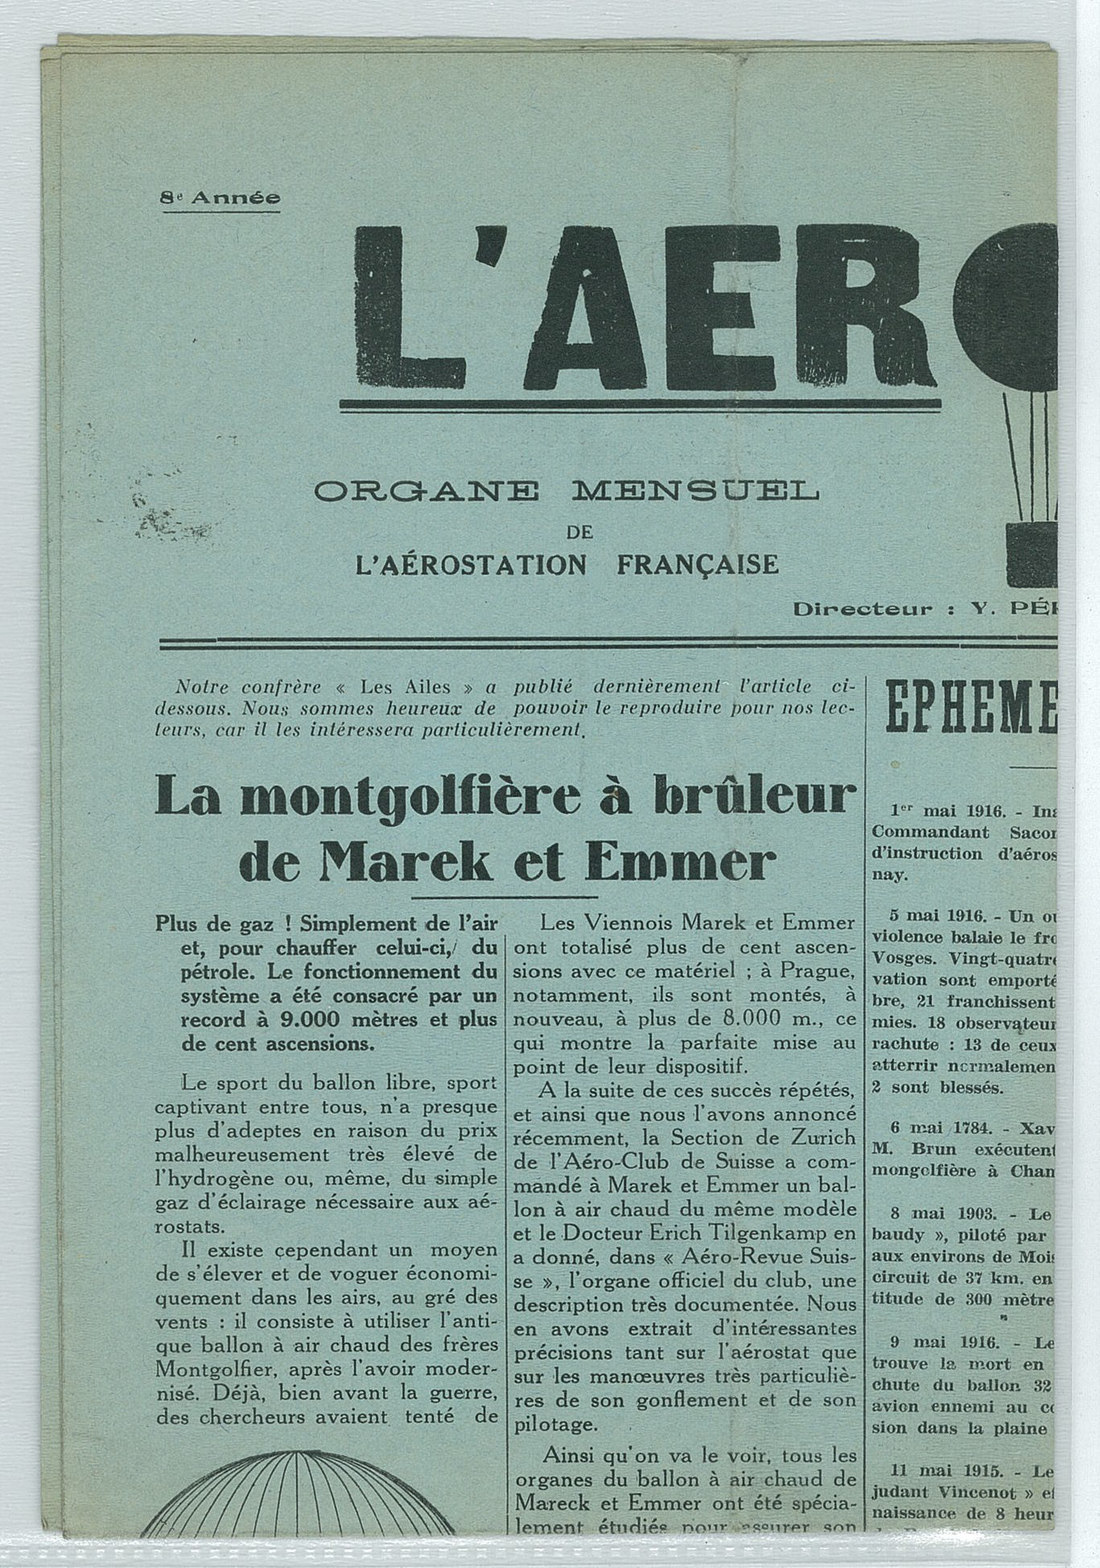 8e Année
L'AERO
ORGANE MENSUEL
DE
L'AÉROSTATION FRANÇAISE
Directeur : Y.
Notre confrère « Les Ailes » a publié dernièrement l'article ci-
dessous. Nous sommes heureux de pouvoir le reproduire pour nos lec-
teurs, car il les intéressera particulièrement.
La montgolfière à brûleur
de Marek et Emmer
Plus de gaz ! Simplement de l'air
et, pour chauffer celui-ci, du
pétrole. Le fonctionnement du
système a été consacré par un
record à 9.000 mètres et plus
de cent ascensions.
Le sport du ballon libre, sport
captivant entre tous, n'a presque
plus d'adeptes en raison du prix
malheureusement très élevé de
l'hydrogène ou, même, du simple
gaz d'éclairage nécessaire aux aé-
rostats.
Il existe cependant un moyen
de s'élever et de voguer économi-
quement dans les airs, au gré des
vents : il consiste à utiliser l'anti-
que ballon à air chaud des frères
Montgolfier, après l'avoir moder-
nisé. Déjà, bien avant la guerre,
des chercheurs avaient tenté de
Les Viennois Marek et Emmer
ont totalisé plus de cent ascen-
sions avec ce matériel ; à Prague,
notamment, ils sont montés, à
nouveau, à plus de 8.000 m., ce
qui montre la parfaite mise au
point de leur dispositif.
A la suite de ces succès répétés,
et ainsi que nous l'avons annoncé
récemment, la Section de Zurich
de l'Aéro-Club de Suisse a com-
mandé à Marek et Emmer un bal-
lon à air chaud du même modèle
et le Docteur Erich Tilgenkamp en
a donné, dans « Aéro-Revue Suis-
se », l'organe officiel du club, une
description très documentée. Nous
en avons extrait d'intéressantes
précisions tant sur l'aérostat que
sur les manœuvres très particuliè-
res de son gonflement et de son
pilotage.
Ainsi qu'on va le voir, tous les
organes du ballon à air chaud de
Mareck et Emmer ont été spécia-
lement étudiés pour assurer son
EPHEME
1er mai 1916. - Ins
Commandant Sacon
d'instruction d'aéros
nay.
5 mai 1916. - Un ou
violence balaie le fro
Vosges. Vingt-quatre
vation sont emporté
bre, 21 franchissent
mies. 18 observateur
rachute : 13 de ceux
atterrir normalemen
2 sont blessés.
6 mai 1784. - Xav
M. Brun exécutent
mongolfière à Cham
8 mai 1903. - Le
baudy », piloté par
aux environs de Mois
circuit de 37 km. en
titude de 300 mètre
9 mai 1916. - Le
trouve la mort en
chute du ballon 32
avion ennemi au co
sion dans la plaine
11 mai 1915. - Le
judant Vincenot » et
naissance de 8 heur